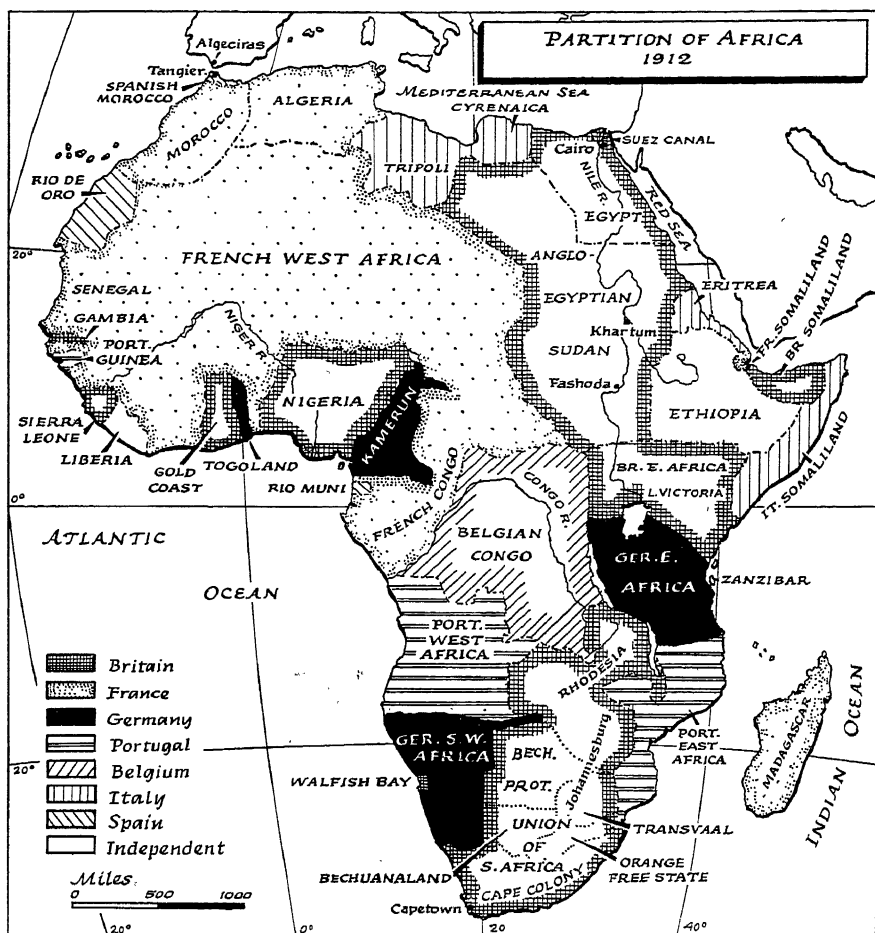 PARTITION OF AFRICA
1912
Algeciras
Tangier
SPANISH
MOROCCO
MOROCCO
ALGERIA
MEDITERRANEAN SEA
CYRENAICA
TRIPOLI
Cairo
SUEZ CANAL
NILE R.
EGYPT
RED SEA
RIO DE
ORO
20°
FRENCH WEST AFRICA
ANGLO-
EGYPTIAN
SUDAN
Khartum
Fashoda
ERITREA
FR. SOMALILAND
BR. SOMALILAND
SENEGAL
GAMBIA
PORT.
GUINEA
NIGER R.
NIGERIA
KAMERUN
ETHIOPIA
SIERRA
LEONE
LIBERIA
GOLD
COAST
TOGOLAND
RIO MUNI
FRENCH CONGO
BR. E. AFRICA
L. VICTORIA
IT. SOMALILAND
0°
CONGO R.
BELGIAN
CONGO
GER. E.
AFRICA
ZANZIBAR
ATLANTIC
OCEAN
PORT.
WEST
AFRICA
RHODESIA
Britain
France
Germany
Portugal
Belgium
Italy
Spain
Independent
GER. S.W.
AFRICA
BECH.
PROT.
Johannesburg
PORT.
EAST
AFRICA
MADAGASCAR
INDIAN
OCEAN
20°
WALFISH BAY
UNION
OF
S. AFRICA
TRANSVAAL
ORANGE
FREE STATE
BECHUANALAND
CAPE COLONY
Capetown
Miles
0 500 1000
20° 0° 20 40°